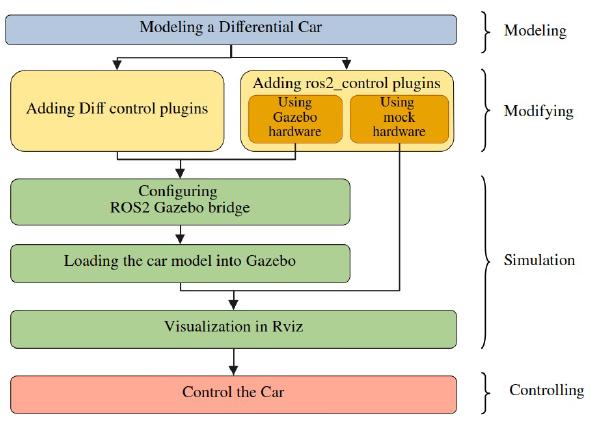 Modeling a Differential Car
Modeling
Adding Diff control plugins
Adding ros2_control plugins
Using
Gazebo
hardware
Using
mock
hardware
Modifying
Configuring
ROS2 Gazebo bridge
Loading the car model into Gazebo
Visualization in Rviz
Simulation
Control the Car
Controlling